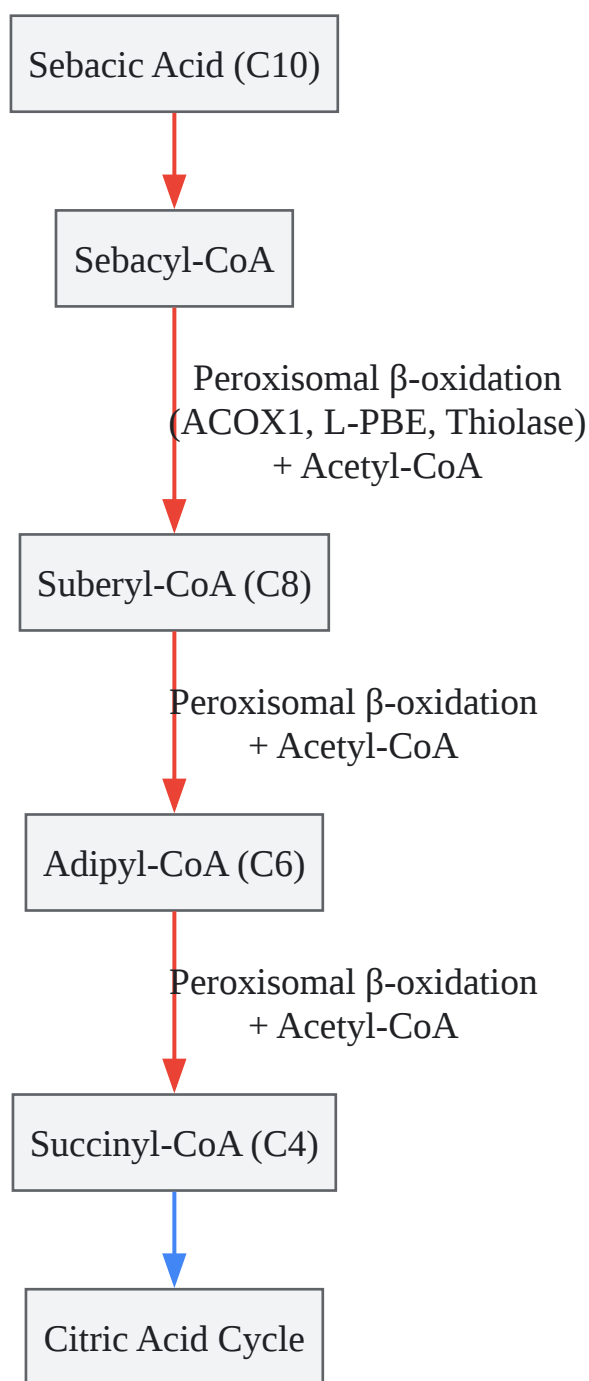 Sebacic Acid (C10)
Sebacyl-CoA
Peroxisomal β-oxidation
(ACOX1, L-PBE, Thiolase)
+ Acetyl-CoA
Suberyl-CoA (C8)
Peroxisomal β-oxidation
+ Acetyl-CoA
Adipyl-CoA (C6)
Peroxisomal β-oxidation
+ Acetyl-CoA
Succinyl-CoA (C4)
Citric Acid Cycle